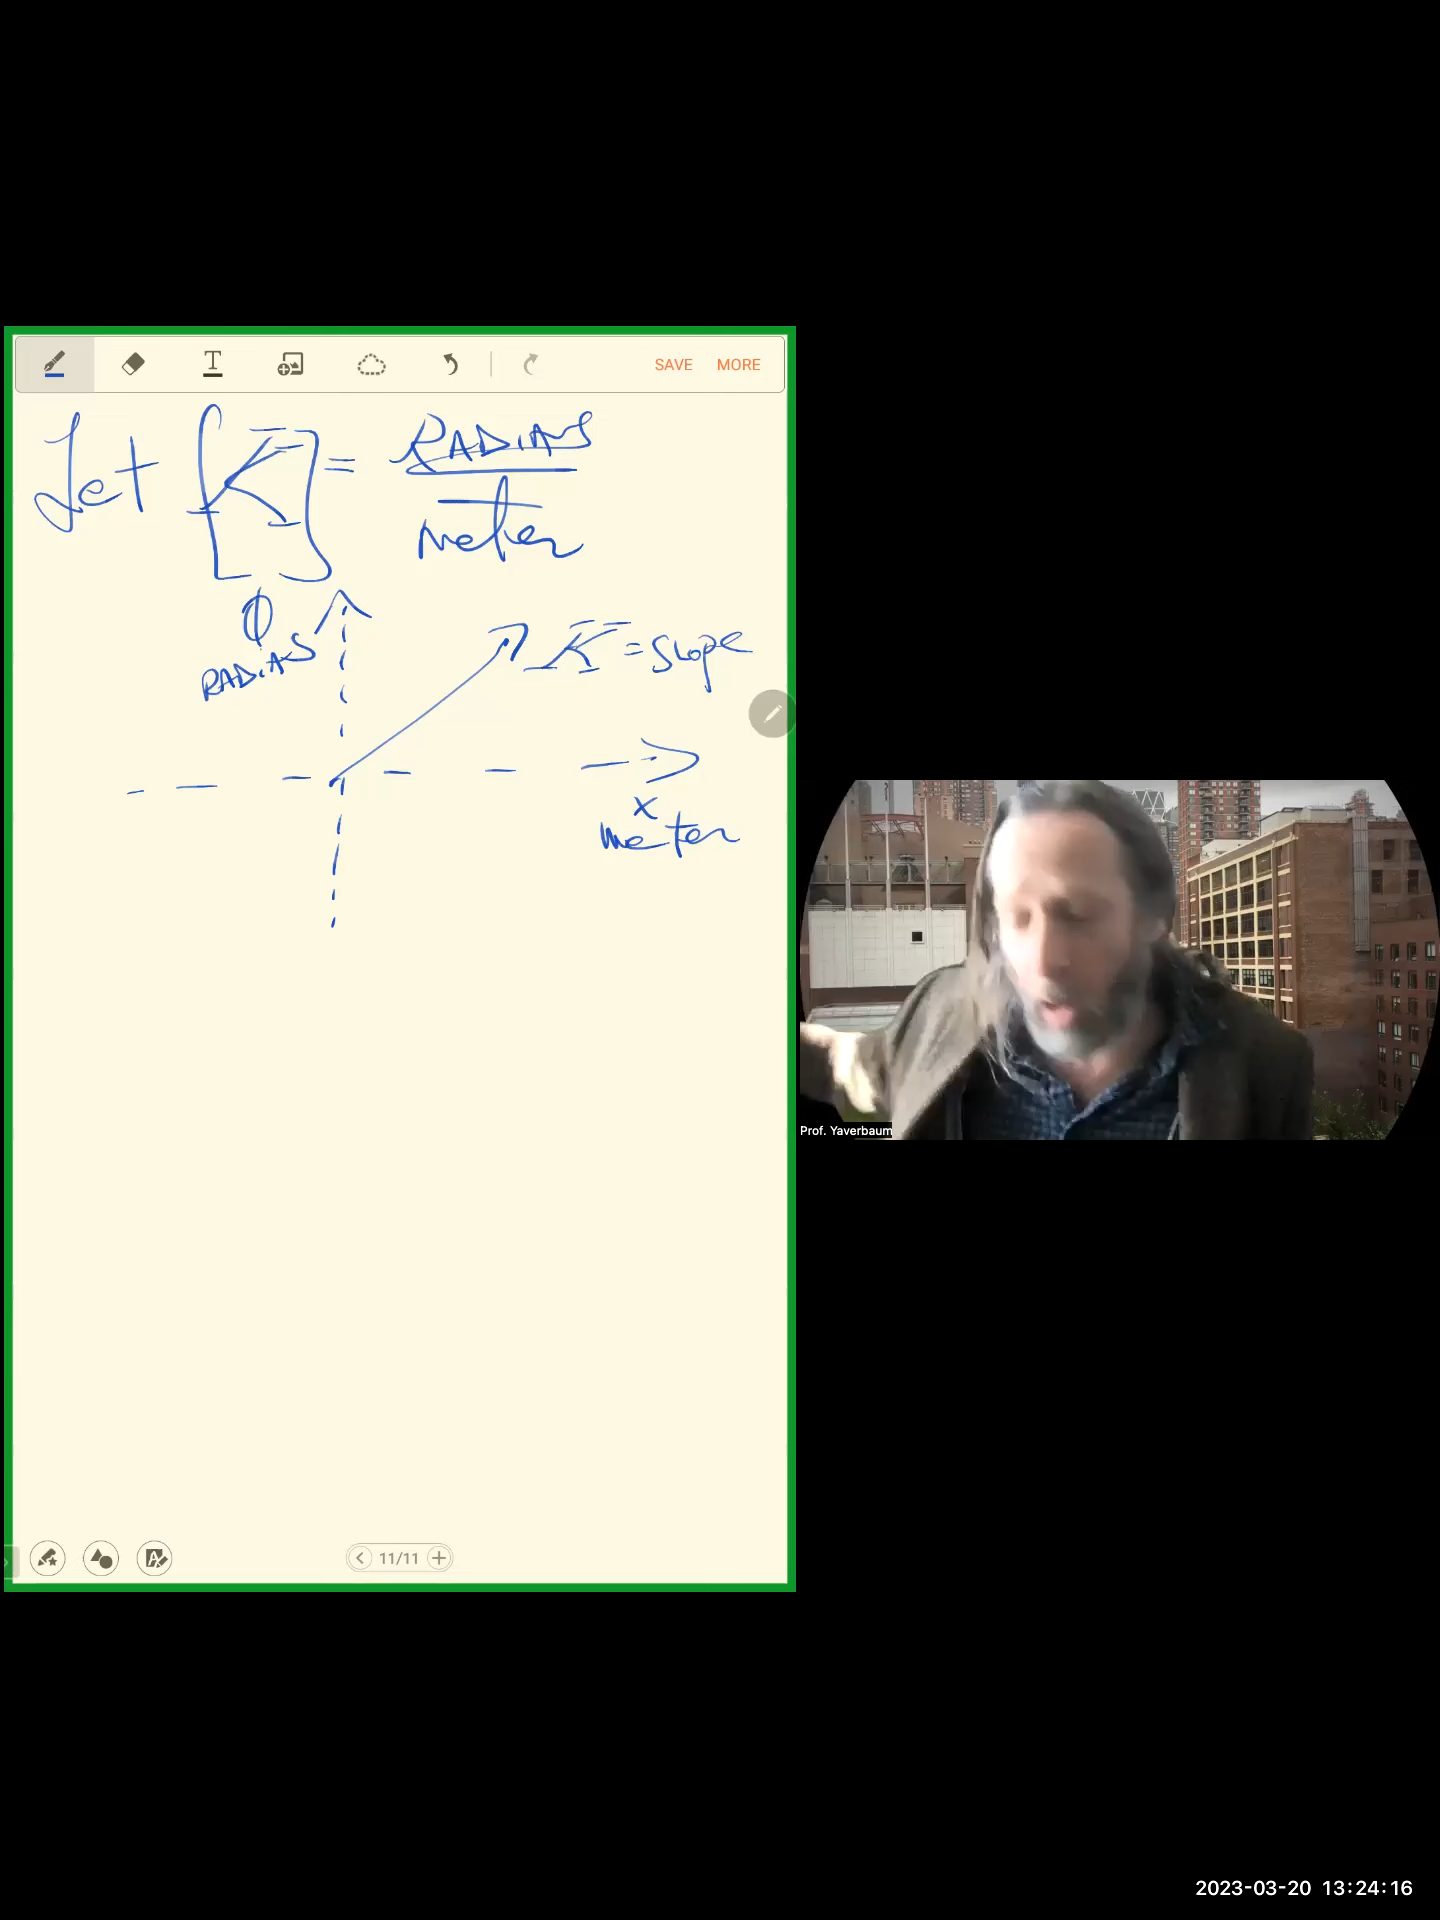 T
SAVE MORE
Let [K] = RADIANS
meter
Φ
RADIANS
K = slope
x
meter
Prof. Yaverbaum
A
11/11
2023-03-20 13:24:16